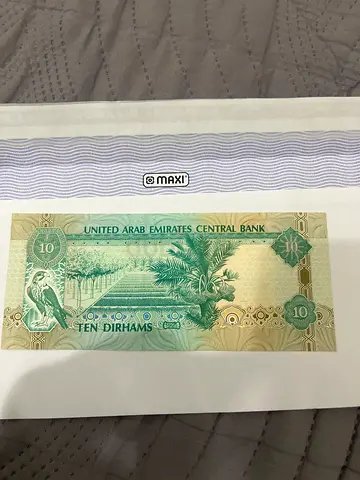 MAXI
UNITED ARAB EMIRATES CENTRAL BANK
10
10
TEN DIRHAMS
10